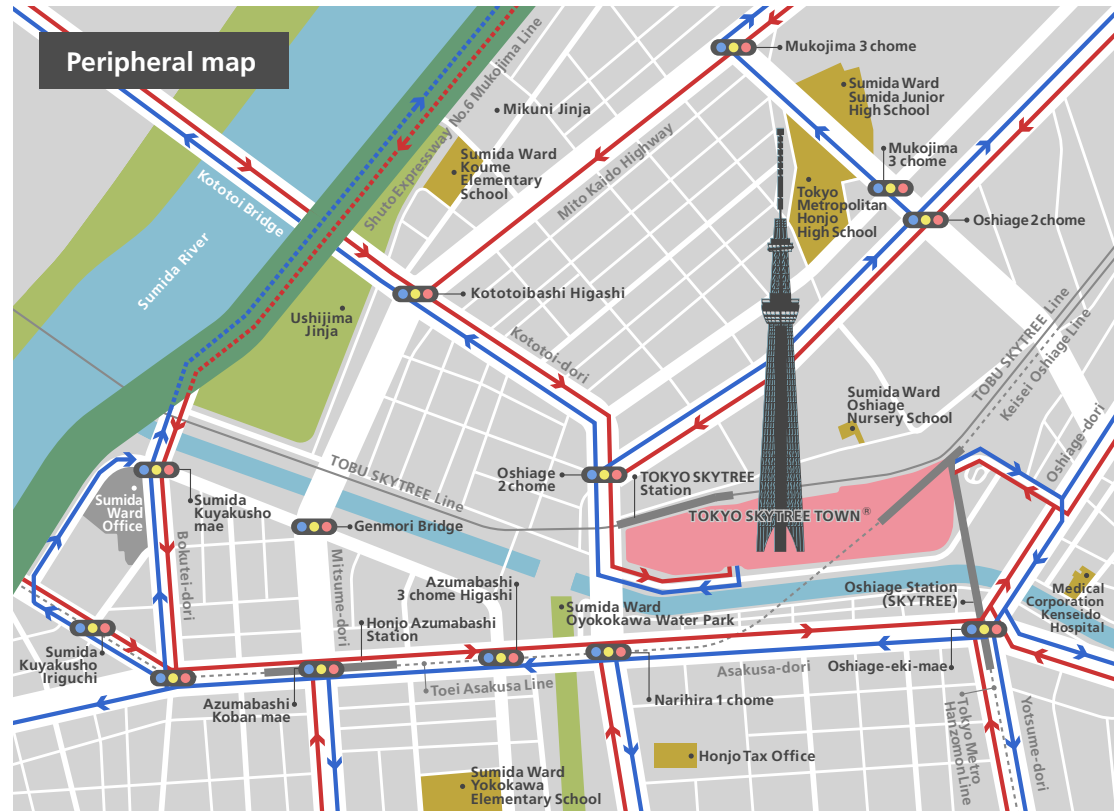 Peripheral map
Mukojima 3 chome
Sumida Ward
Sumida Junior
High School
Mikuni Jinja
Shuto Expressway No.6 Mukojima Line
Sumida Ward
Koume
Elementary
School
Mito Kaido Highway
Mukojima
3 chome
Kototoi Bridge
Tokyo
Metropolitan
Honjo
High School
Oshiage 2 chome
Sumida River
Kototoibashi Higashi
Ushijima
Jinja
Kototoi-dori
TOBU SKYTREE Line
Keisei Oshiage Line
Sumida Ward
Oshiage
Nursery School
Oshiage-dori
TOBU SKYTREE Line
Oshiage
2 chome
TOKYO SKYTREE
Station
Sumida
Ward
Office
Sumida
Kuyakusho
mae
Genmori Bridge
TOKYO SKYTREE TOWN®
Bokutei-dori
Mitsume-dori
Azumabashi
3 chome Higashi
Oshiage Station
(SKYTREE)
Medical
Corporation
Kenseido
Hospital
Honjo Azumabashi
Station
Sumida Ward
Oyokokawa Water Park
Sumida
Kuyakusho
Iriguchi
Asakusa-dori
Oshiage-eki-mae
Toei Asakusa Line
Azumabashi
Koban mae
Narihira 1 chome
Tokyo Metro
Hanzomon Line
Yotsume-dori
Honjo Tax Office
Sumida Ward
Yokokawa
Elementary School